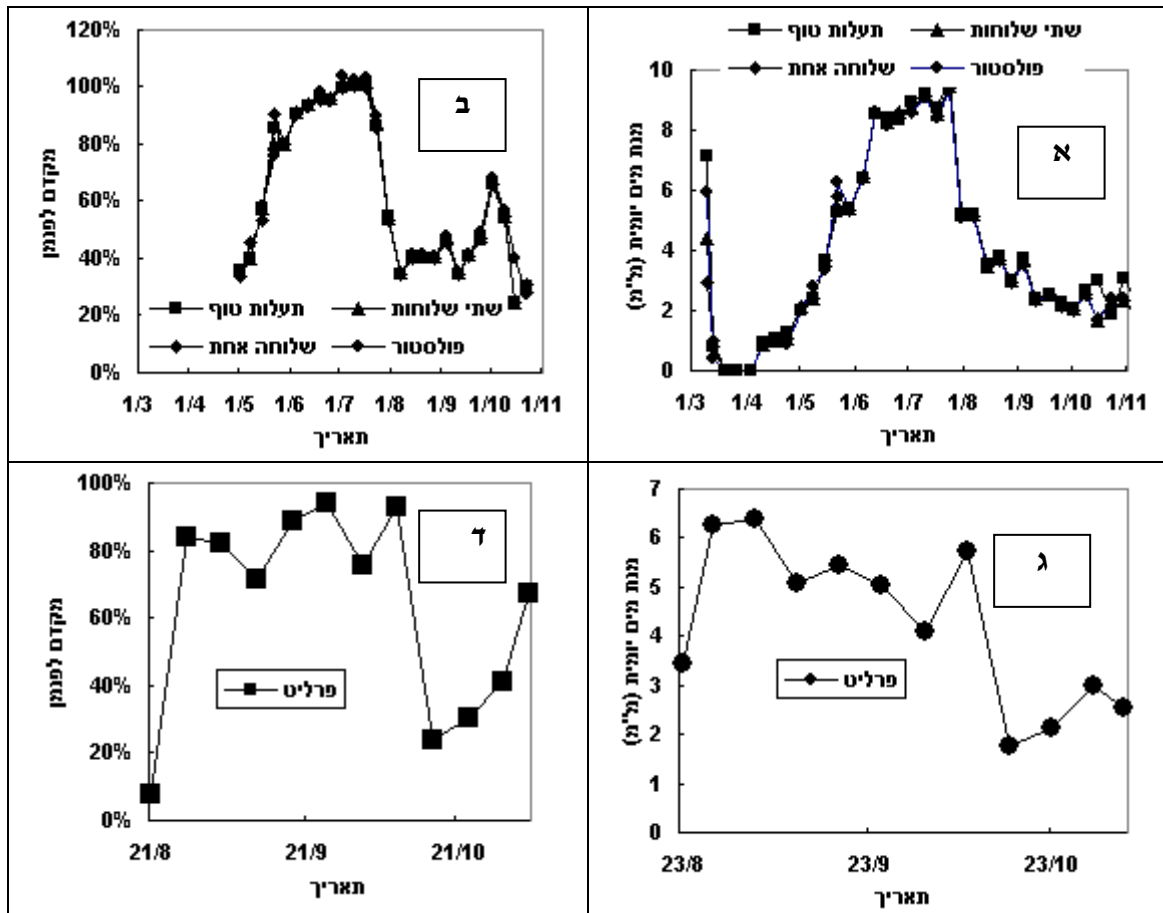 תעלות טוף שתי שלוחות
שלוחה אחת פולסטור
א
מנת מים יומית (מ"מ)
10
8
6
4
2
0
1/3 1/4 1/5 1/6 1/7 1/8 1/9 1/10 1/11
תאריך
ב
מקדם לפנמן
120%
100%
80%
60%
40%
20%
0%
תעלות טוף שתי שלוחות
שלוחה אחת פולסטור
1/3 1/4 1/5 1/6 1/7 1/8 1/9 1/10 1/11
תאריך
ג
מנת מים יומית (מ"מ)
7
6
5
4
3
2
1
0
פרליט
23/8 23/9 23/10
תאריך
ד
מקדם לפנמן
100%
80%
60%
40%
20%
0%
פרליט
21/8 21/9 21/10
תאריך